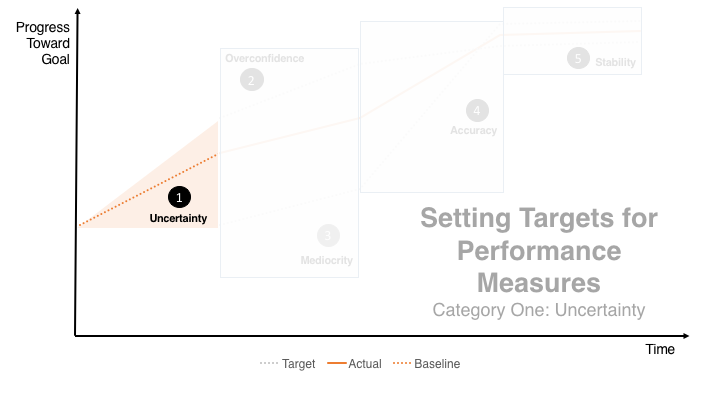 Progress
Toward
Goal
Overconfidence
2
5
Stability
4
Accuracy
1
Uncertainty
3
Mediocrity
Setting Targets for
Performance
Measures
Category One: Uncertainty
Time
Target
Actual
Baseline